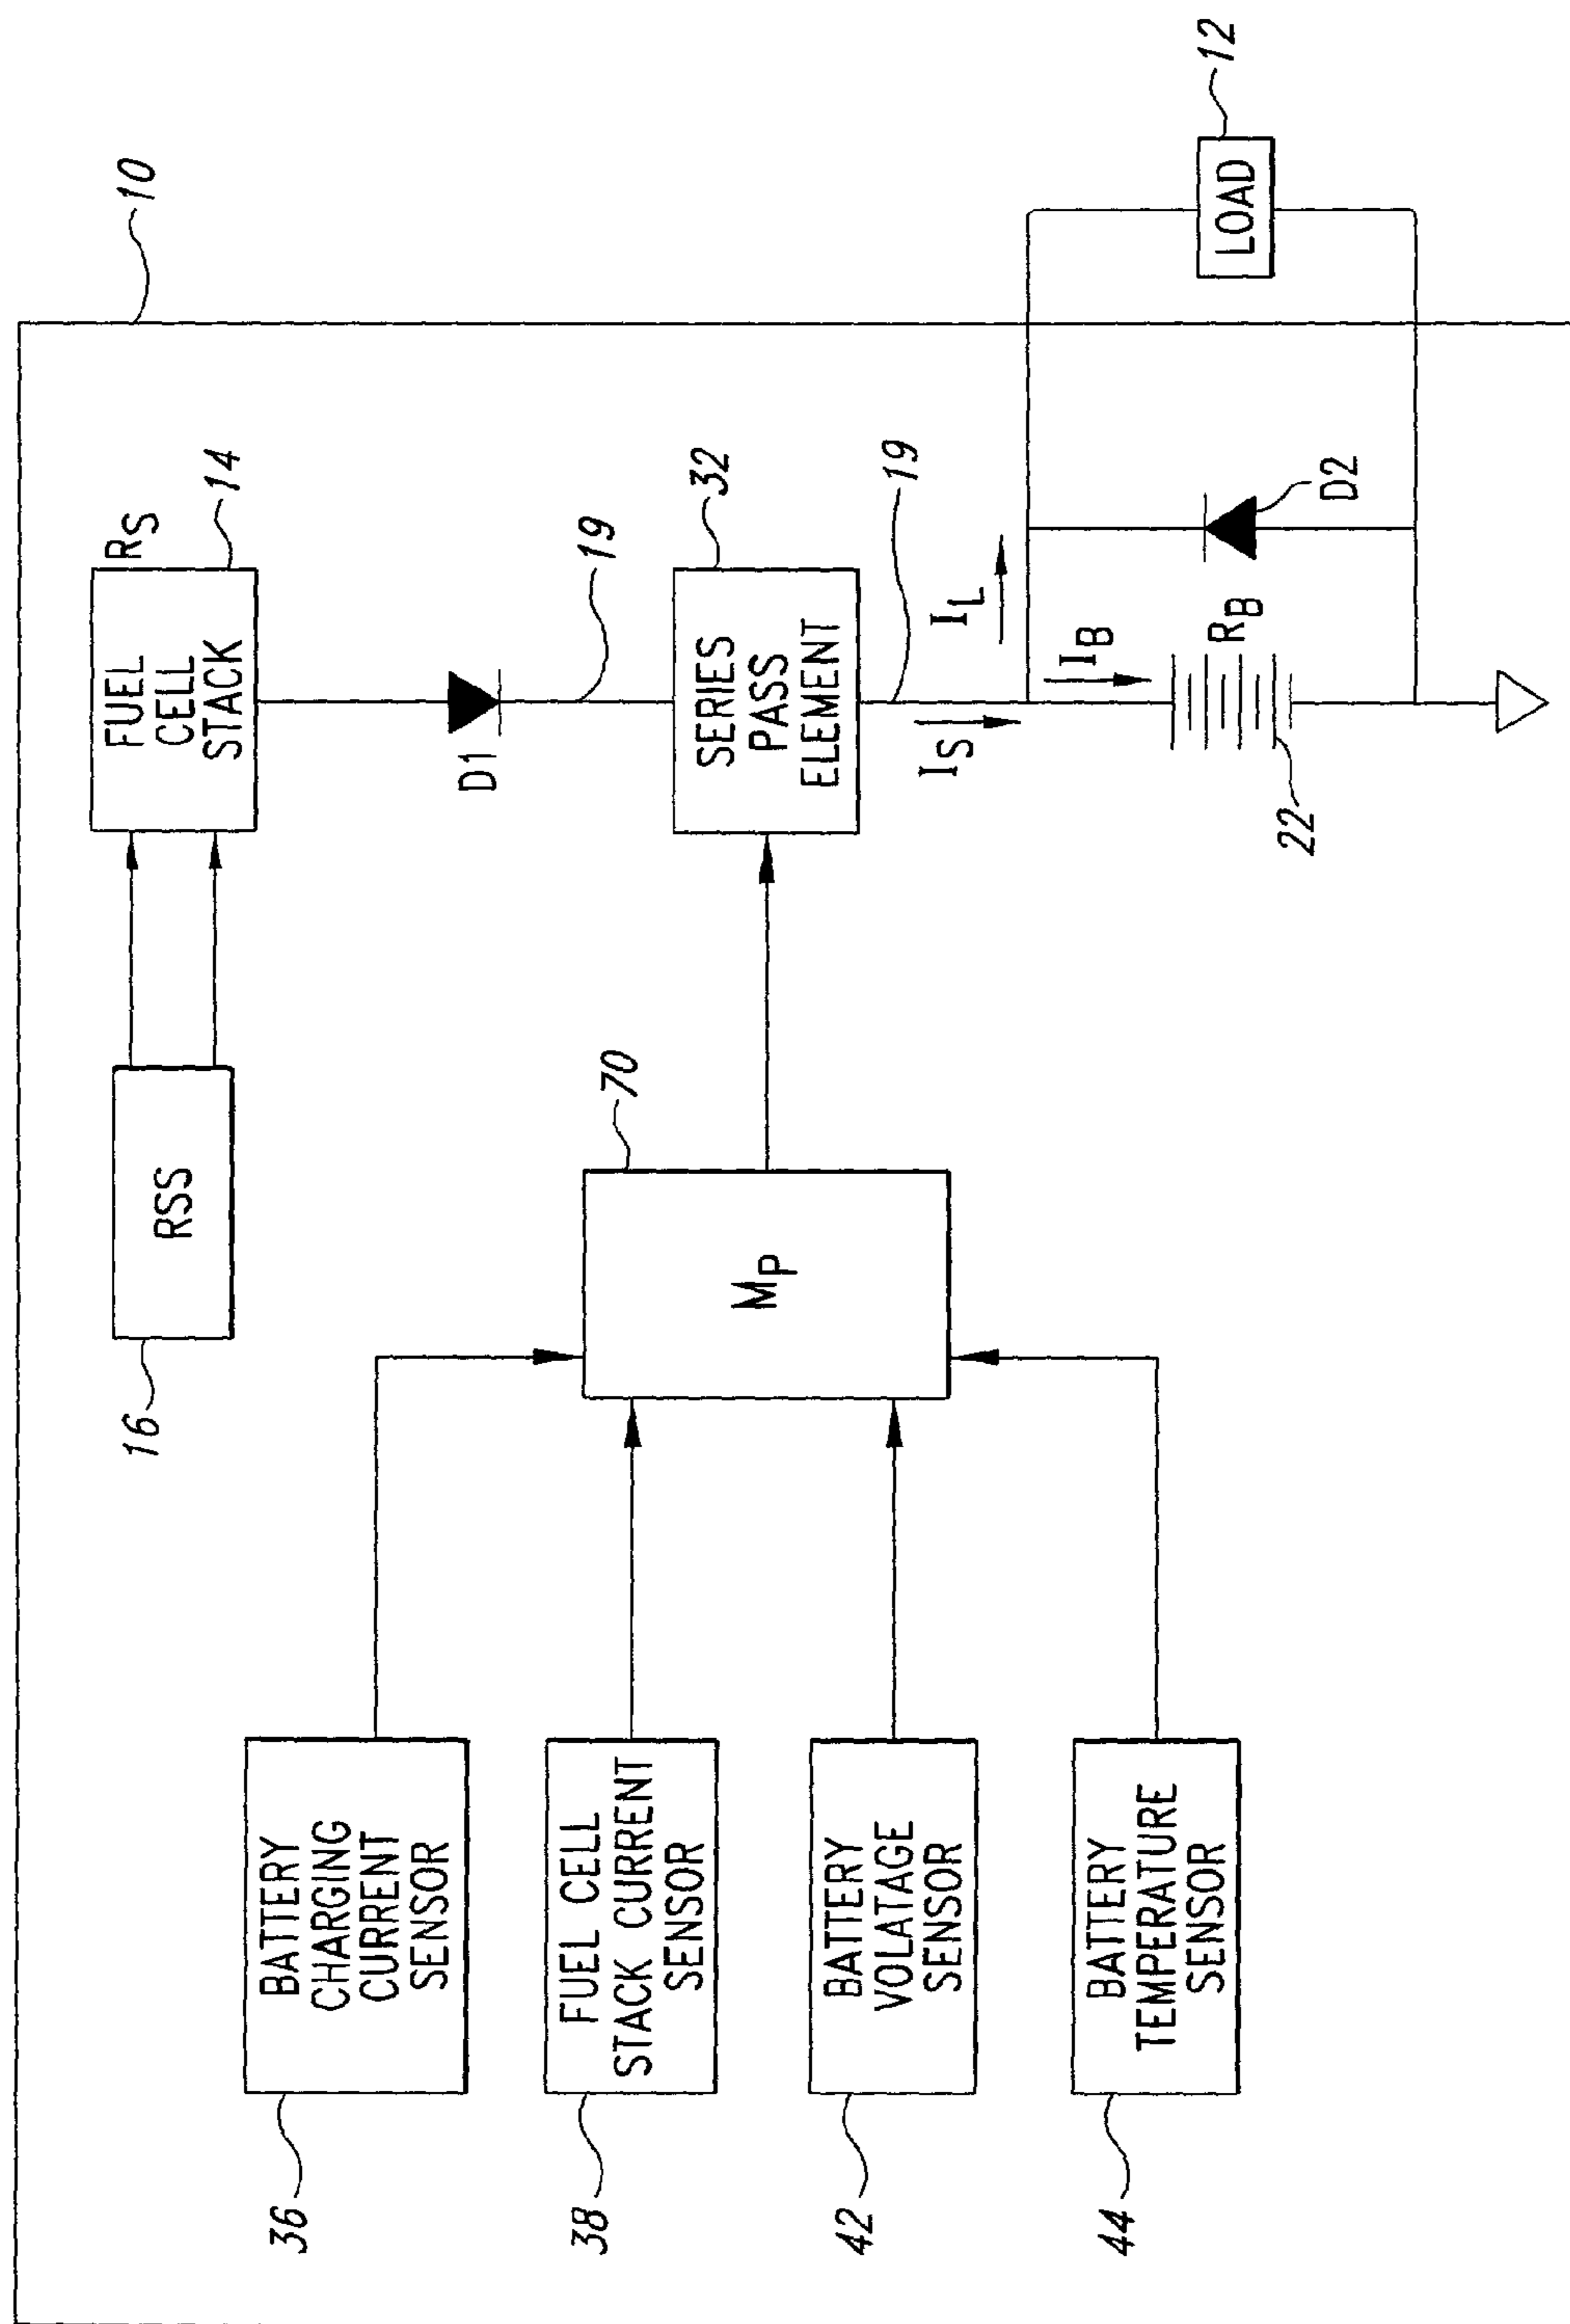 10
RSS
16
FUEL
CELL
STACK
RS
14
D1
19
SERIES
PASS
ELEMENT
32
19
IS
IL
IB
RB
22
D2
LOAD
12
MP
70
BATTERY
CHARGING
CURRENT
SENSOR
36
FUEL CELL
STACK CURRENT
SENSOR
38
BATTERY
VOLATAGE
SENSOR
42
BATTERY
TEMPERATURE
SENSOR
44